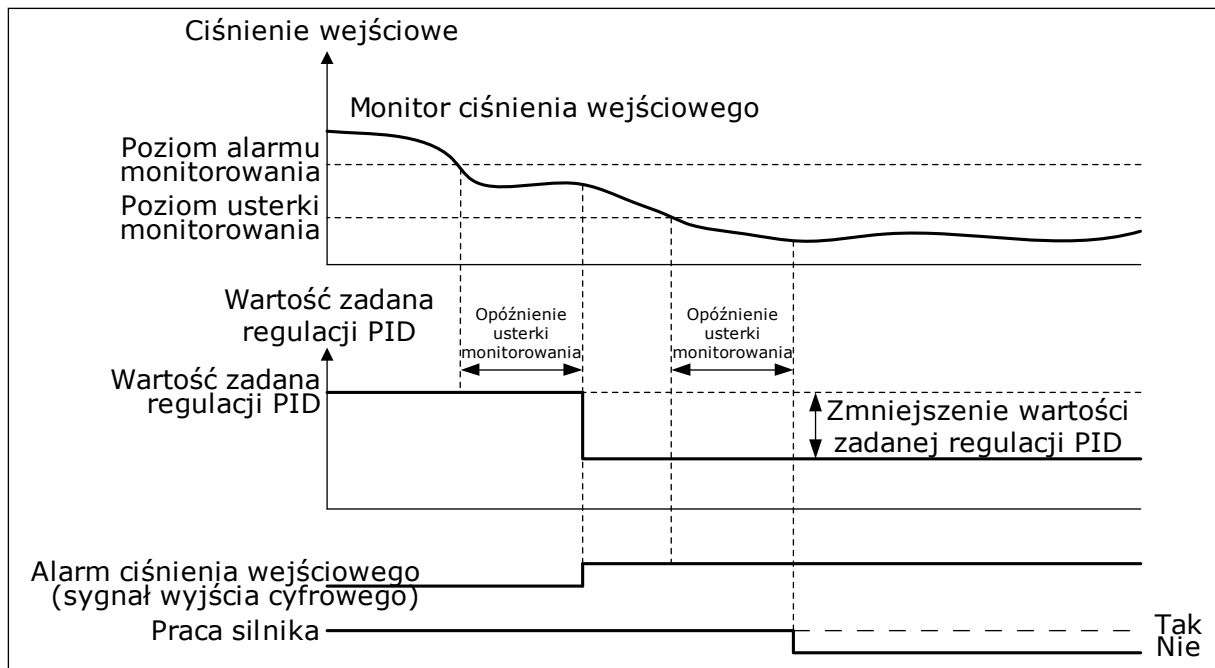 Ciśnienie wejściowe
Monitor ciśnienia wejściowego
Poziom alarmu
monitorowania
Poziom usterki
monitorowania
Wartość zadana
regulacji PID
Opóźnienie
usterki
monitorowania
Opóźnienie
usterki
monitorowania
Wartość zadana
regulacji PID
Zmniejszenie wartości
zadanej regulacji PID
Alarm ciśnienia wejściowego
(sygnał wyjścia cyfrowego)
Praca silnika
Tak
Nie